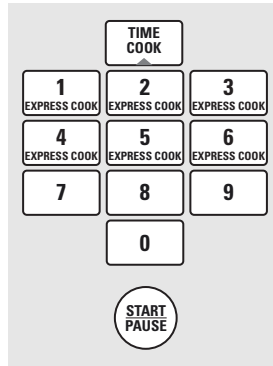 TIME
COOK
1 2 3
EXPRESS COOK EXPRESS COOK EXPRESS COOK
4 5 6
EXPRESS COOK EXPRESS COOK EXPRESS COOK
7 8 9
0
START
PAUSE